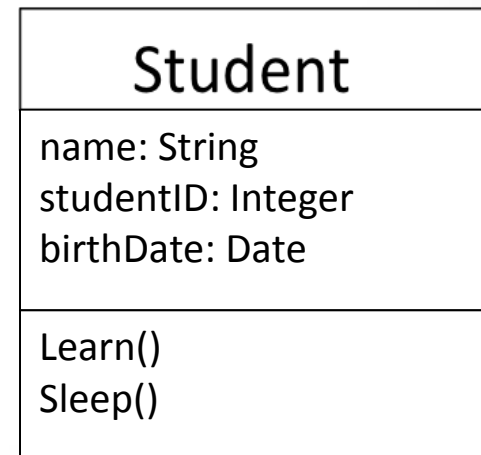 Student
name: String
studentID: Integer
birthDate: Date
Learn()
Sleep()